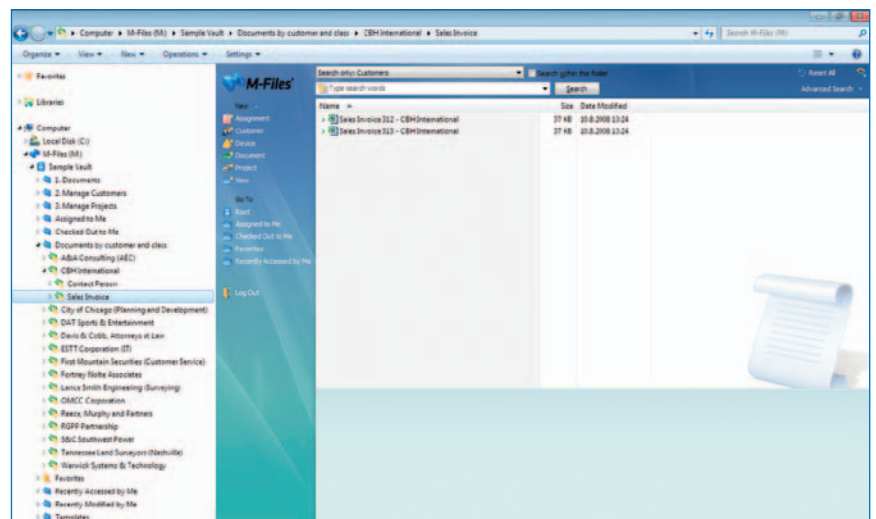 Computer ▸ M-Files (M:) ▸ Sample Vault ▸ Documents by customer and class ▸ CBH International ▸ Sales Invoice
Search M-Files (M:)
Organize View New Operations Settings
Favorites
Libraries
Computer
Local Disk (C:)
M-Files (M:)
Sample Vault
1. Documents
2. Manage Customers
3. Manage Projects
Assigned to Me
Checked Out to Me
Documents by customer and class
A&A Consulting (AEC)
CBH International
Contact Person
Sales Invoice
City of Chicago (Planning and Development)
DAT Sports & Entertainment
Davis & Cobb, Attorneys at Law
ESTT Corporation (IT)
First Mountain Securities (Customer Service)
Fortney Nolte Associates
Lance Smith Engineering (Surveying)
OMCC Corporation
Reece, Murphy and Partners
RGPP Partnership
SBC Southwest Power
Tennessee Land Surveyors (Nashville)
Warwick Systems & Technology
Favorites
Recently Accessed by Me
Recently Modified by Me
Templates
M-Files
New
Assignment
Customer
Device
Document
Project
View
Go To
Root
Assigned to Me
Checked Out to Me
Favorites
Recently Accessed by Me
Log Out
Search only: Customers
Search within this folder
Reset All
Type search words
Search
Advanced Search
Name Size Date Modified
Sales Invoice 312 - CBH International 37 KB 10.8.2008 13:24
Sales Invoice 313 - CBH International 37 KB 10.8.2008 13:24